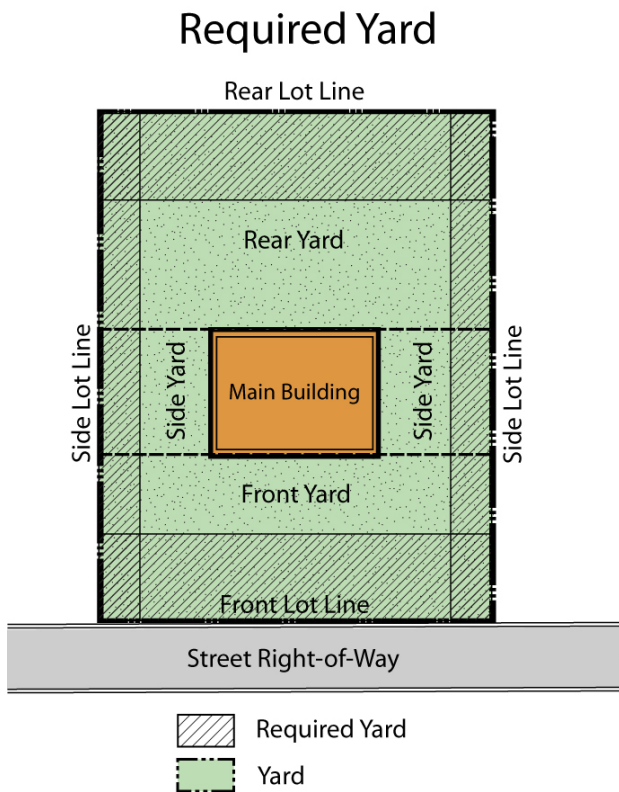 Required Yard
Rear Lot Line
Rear Yard
Side Lot Line
Side Yard
Main Building
Side Yard
Side Lot Line
Front Yard
Front Lot Line
Street Right-of-Way
Required Yard
Yard